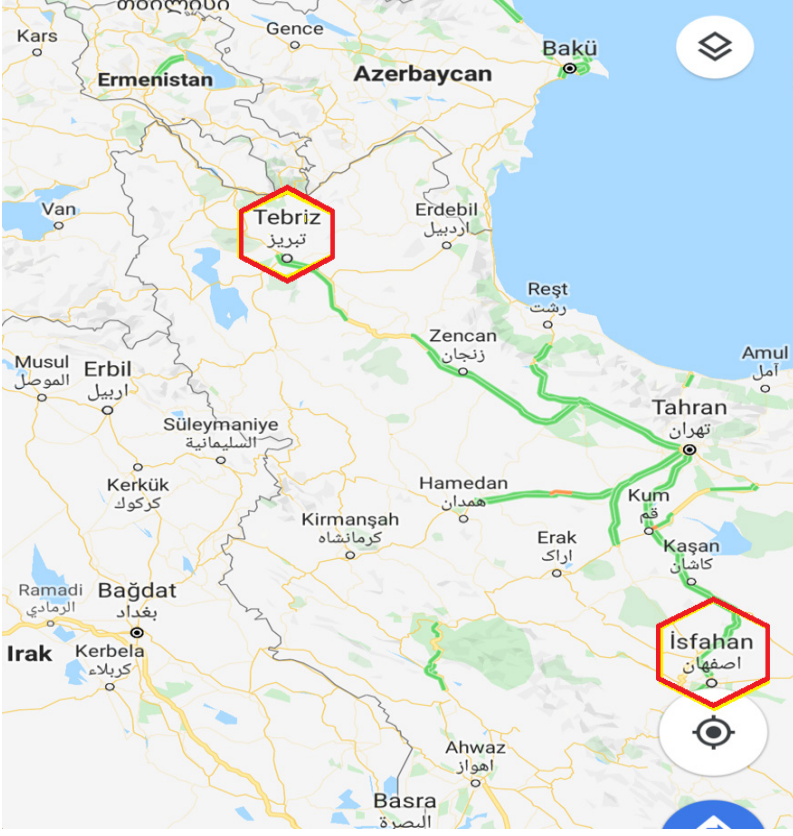 თბილისი
Kars
Gence
Bakü
Ermenistan
Azerbaycan
Van
Tebriz
تبریز
Erdebil
اردبیل
Reşt
رشت
Zencan
زنجان
Amul
آمل
Musul
الموصل
Erbil
اربيل
Tahran
تهران
Süleymaniye
السليمانية
Kerkük
كركوك
Hamedan
همدان
Kum
قم
Kirmanşah
کرمانشاه
Erak
اراک
Kaşan
کاشان
Ramadi
الرمادي
Bağdat
بغداد
Irak
Kerbela
كربلاء
İsfahan
اصفهان
Ahwaz
اهواز
Basra
البصرة